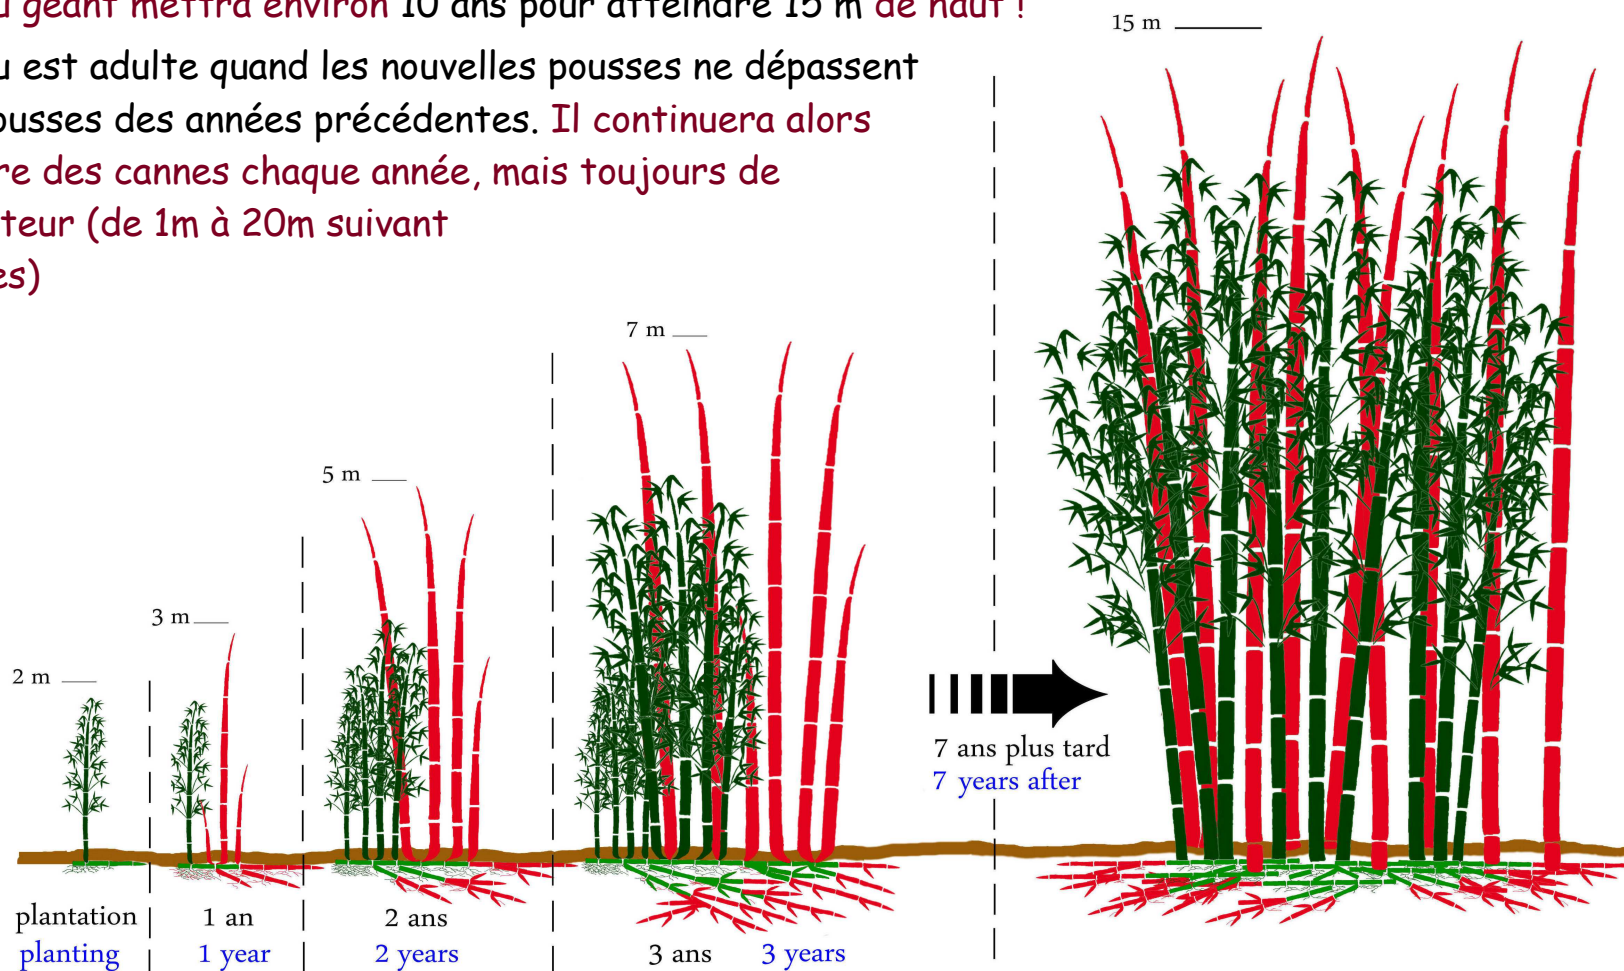 géant mettra environ 10 ans pour atteindre 15 m de haut !
est adulte quand les nouvelles pousses ne dépassent
des années précédentes. Il continuera alors
des cannes chaque année, mais toujours de
(de 1m à 20m suivant
15 m
7 m
5 m
3 m
2 m
7 ans plus tard
7 years after
plantation
planting
1 an
1 year
2 ans
2 years
3 ans
3 years